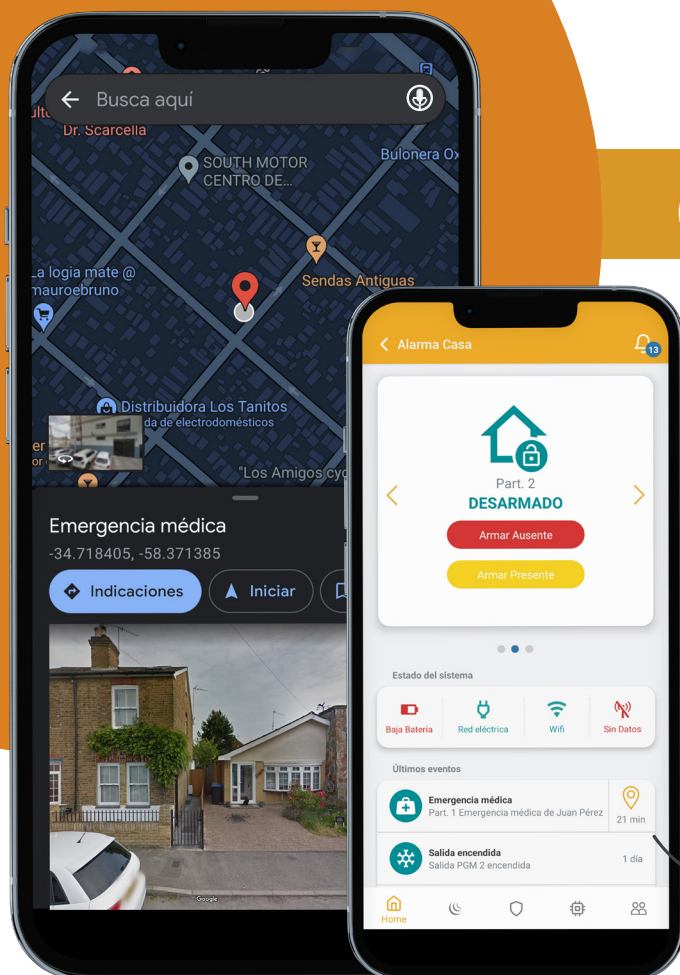 Busca aquí
Dr. Scarcella
SOUTH MOTOR
CENTRO DE...
Bulonera Ox
La logia mate @
mauroebruno
Sendas Antiguas
Distribuidora Los Tanitos
da de electrodomésticos
"Los Amigos cyc
Emergencia médica
-34.718405, -58.371385
Indicaciones
Iniciar
Google
Alarma Casa
13
Part. 2
DESARMADO
Armar Ausente
Armar Presente
Estado del sistema
Baja Bateria
Red eléctrica
Wifi
Sin Datos
Últimos eventos
Emergencia médica
Part. 1 Emergencia médica de Juan Pérez
21 min
Salida encendida
Salida PGM 2 encendida
1 día
Home